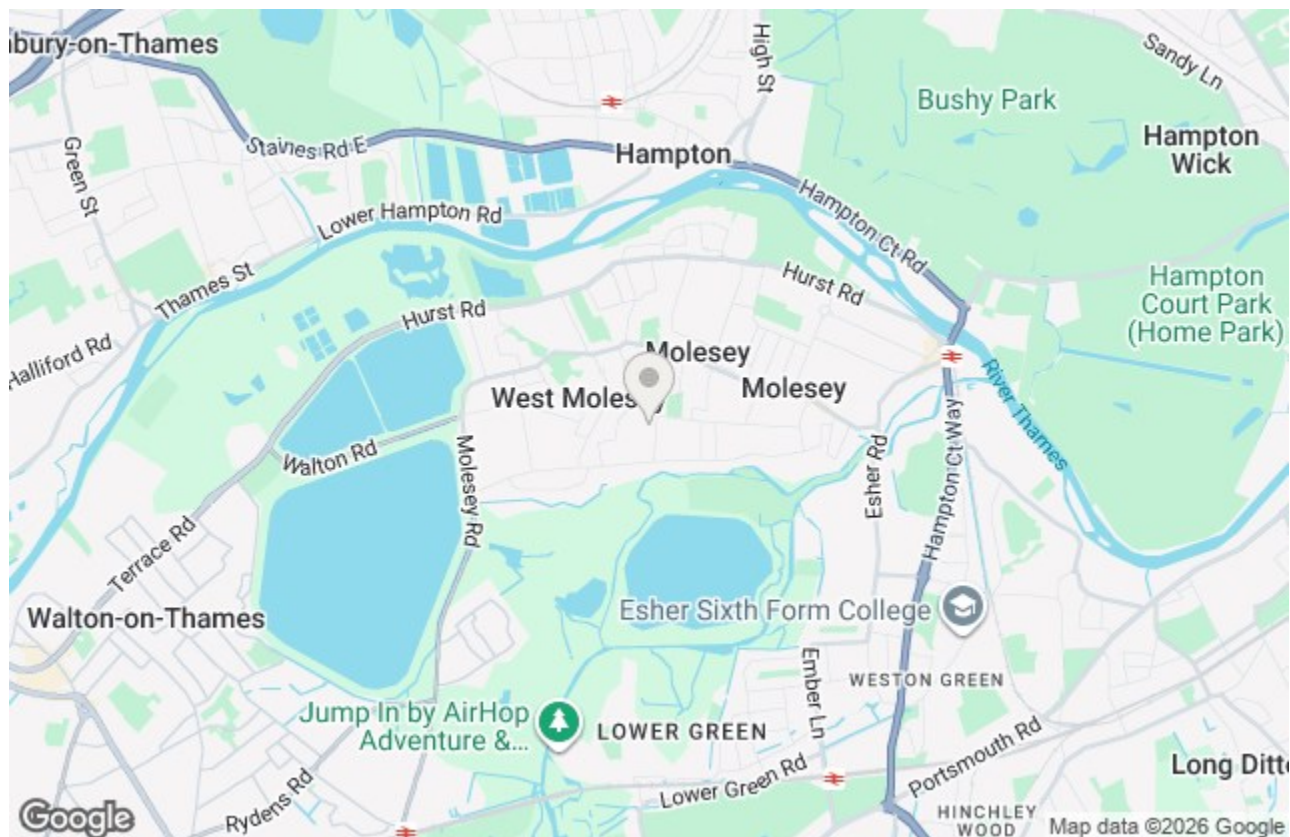 nbury-on-Thames
High St
Sandy Ln
Bushy Park
Hampton
Wick
Green St
Staines Rd E
Hampton
Lower Hampton Rd
Hampton Ct Rd
Thames St
Hurst Rd
Hampton
Court Park
(Home Park)
Hurst Rd
Halliford Rd
Molesey
West Molesey
Molesey
River Thames
Walton Rd
Molesey Rd
Esher Rd
Hampton Ct Way
Terrace Rd
Walton-on-Thames
Esher Sixth Form College
Ember Ln
WESTON GREEN
Jump In by AirHop
Adventure &...
LOWER GREEN
Portsmouth Rd
Long Ditto
Rydens Rd
Lower Green Rd
HINCHLEY
WOOD
Google
Map data ©2026 Google